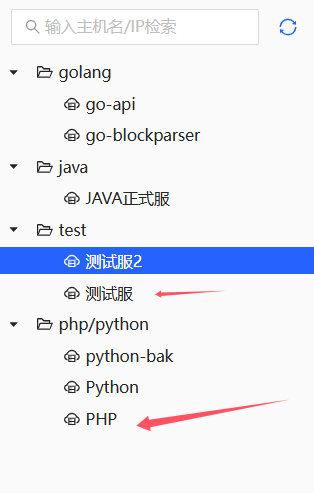 输入主机名/IP检索
golang
go-api
go-blockparser
java
JAVA正式服
test
测试服2
测试服
php/python
python-bak
Python
PHP